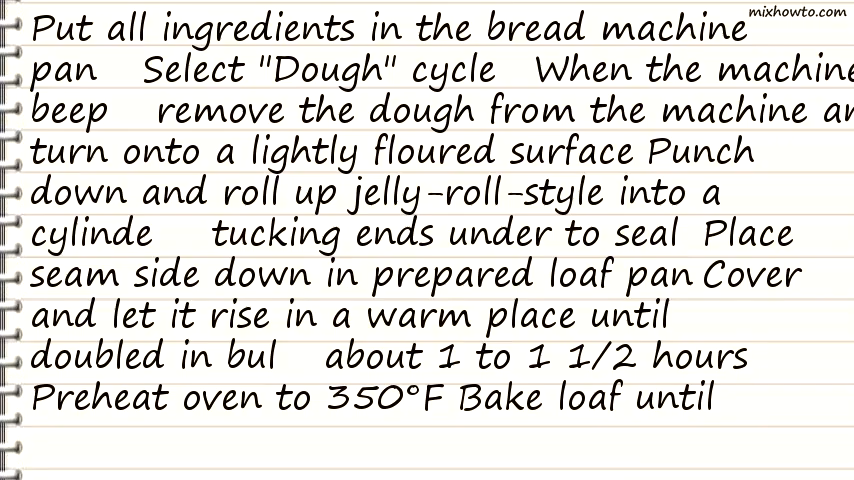 mixhowto.com
Put all ingredients in the bread machine
pan Select "Dough" cycle When the machine
beep remove the dough from the machine an
turn onto a lightly floured surface Punch
down and roll up jelly-roll-style into a
cylinde tucking ends under to seal Place
seam side down in prepared loaf pan Cover
and let it rise in a warm place until
doubled in bul about 1 to 1 1/2 hours
Preheat oven to 350°F Bake loaf until